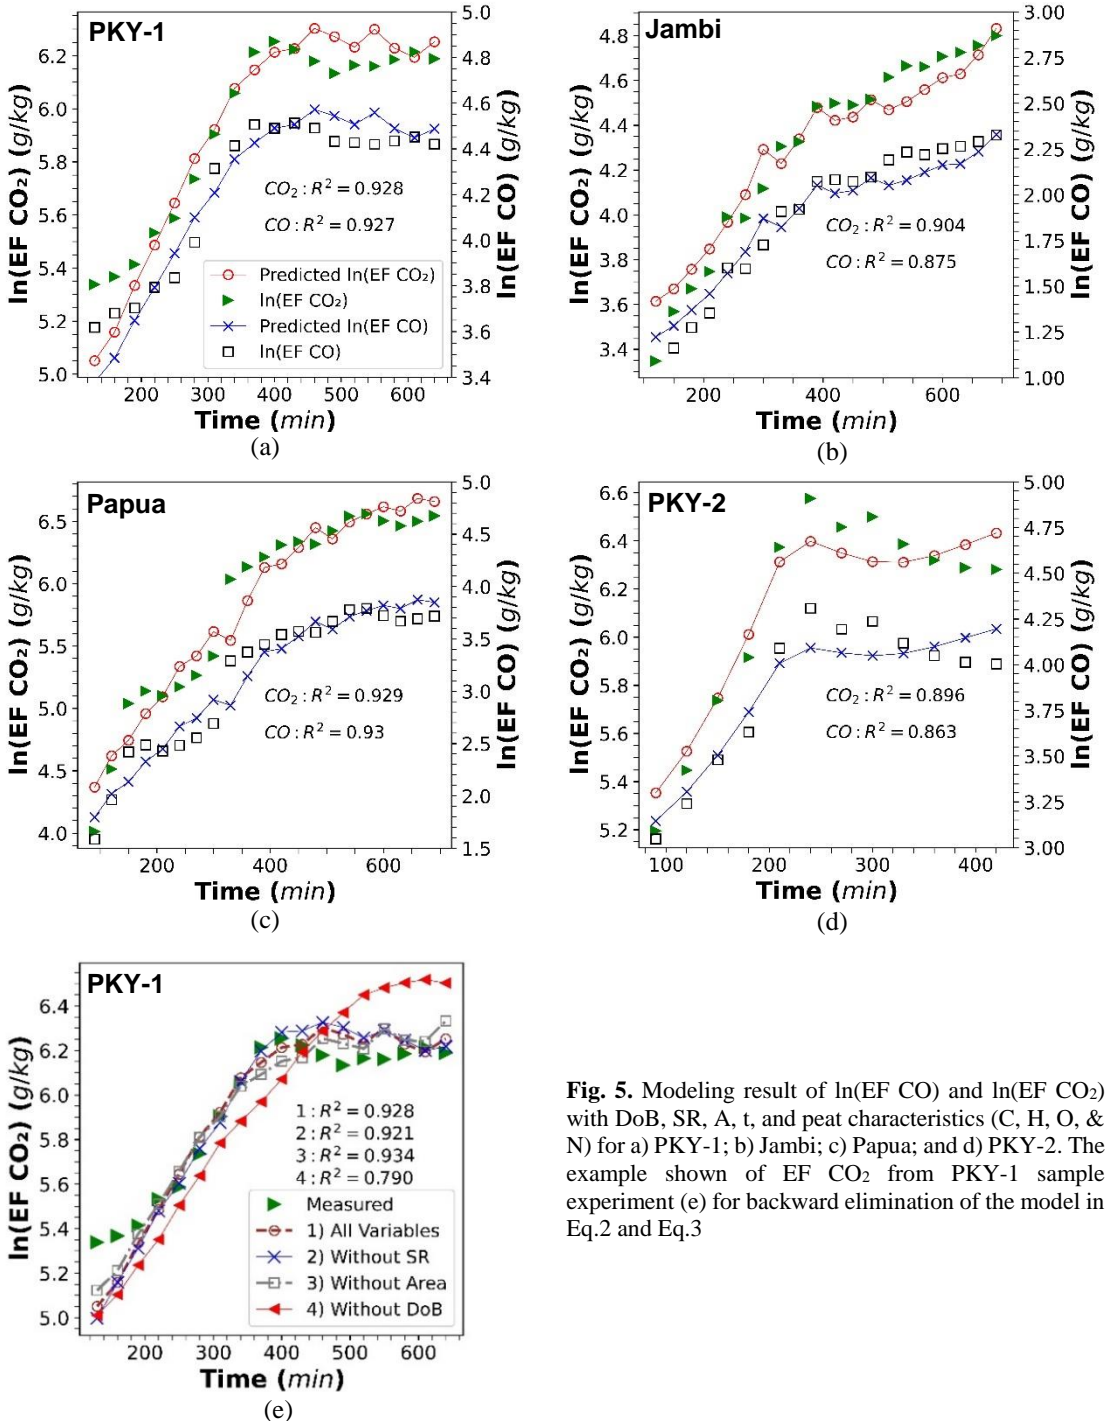 PKY-1
ln(EF CO₂) (g/kg)
6.2
6.0
5.8
5.6
5.4
5.2
5.0
5.0
4.8
4.6
4.4
4.2
4.0
3.8
3.6
3.4
ln(EF CO) (g/kg)
CO₂ : R² = 0.928
CO : R² = 0.927
Predicted ln(EF CO₂)
ln(EF CO₂)
Predicted ln(EF CO)
ln(EF CO)
200 300 400 500 600
Time (min)
(a)
Jambi
ln(EF CO₂) (g/kg)
4.8
4.6
4.4
4.2
4.0
3.8
3.6
3.4
3.00
2.75
2.50
2.25
2.00
1.75
1.50
1.25
1.00
ln(EF CO) (g/kg)
CO₂ : R² = 0.904
CO : R² = 0.875
200 400 600
Time (min)
(b)
Papua
ln(EF CO₂) (g/kg)
6.5
6.0
5.5
5.0
4.5
4.0
5.0
4.5
4.0
3.5
3.0
2.5
2.0
1.5
ln(EF CO) (g/kg)
CO₂ : R² = 0.929
CO : R² = 0.93
200 400 600
Time (min)
(c)
PKY-2
ln(EF CO₂) (g/kg)
6.6
6.4
6.2
6.0
5.8
5.6
5.4
5.2
5.00
4.75
4.50
4.25
4.00
3.75
3.50
3.25
3.00
ln(EF CO) (g/kg)
CO₂ : R² = 0.896
CO : R² = 0.863
100 200 300 400
Time (min)
(d)
PKY-1
ln(EF CO₂) (g/kg)
6.4
6.2
6.0
5.8
5.6
5.4
5.2
5.0
1 : R² = 0.928
2 : R² = 0.921
3 : R² = 0.934
4 : R² = 0.790
Measured
1) All Variables
2) Without SR
3) Without Area
4) Without DoB
200 300 400 500 600
Time (min)
(e)
Fig. 5. Modeling result of ln(EF CO) and ln(EF CO₂)
with DoB, SR, A, t, and peat characteristics (C, H, O, &
N) for a) PKY-1; b) Jambi; c) Papua; and d) PKY-2. The
example shown of EF CO₂ from PKY-1 sample
experiment (e) for backward elimination of the model in
Eq.2 and Eq.3